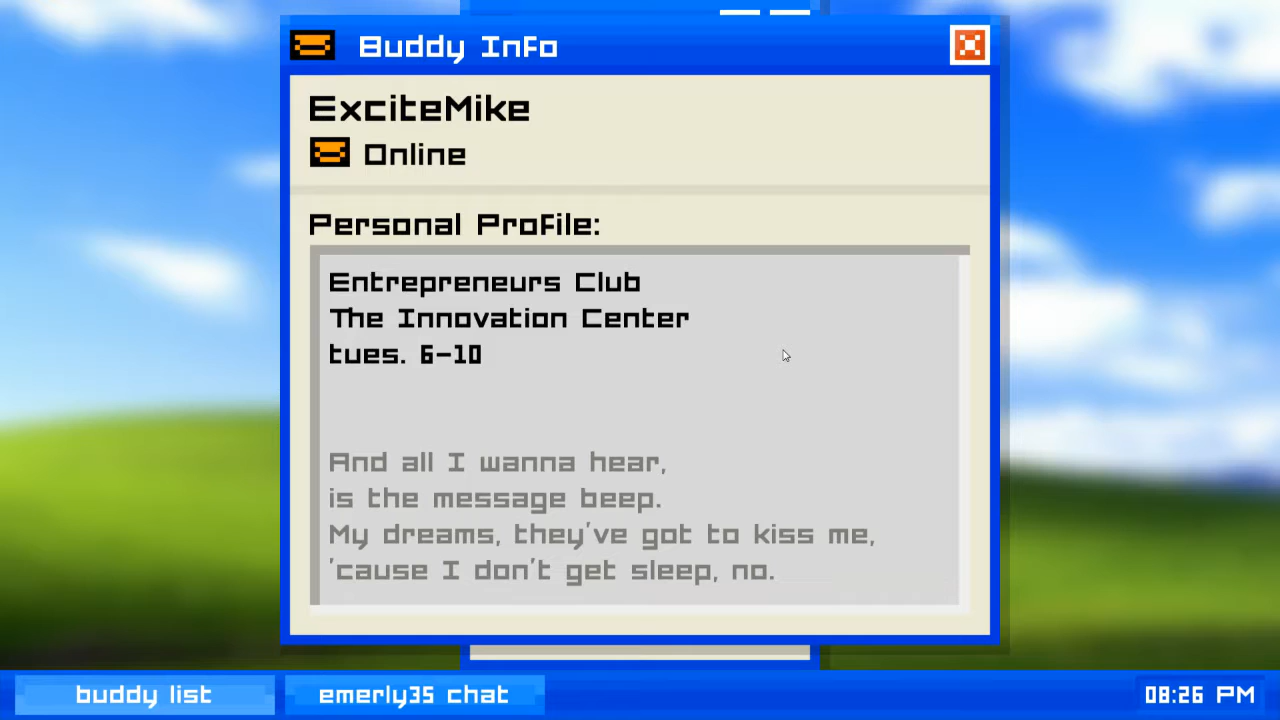 Buddy Info
ExciteMike
Online
Personal Profile:
Entrepreneurs Club
The Innovation Center
tues. 6-10
And all I wanna hear,
is the message beep.
My dreams, they've got to kiss me,
'cause I don't get sleep, no.
buddy list
emerly35 chat
08:26 PM